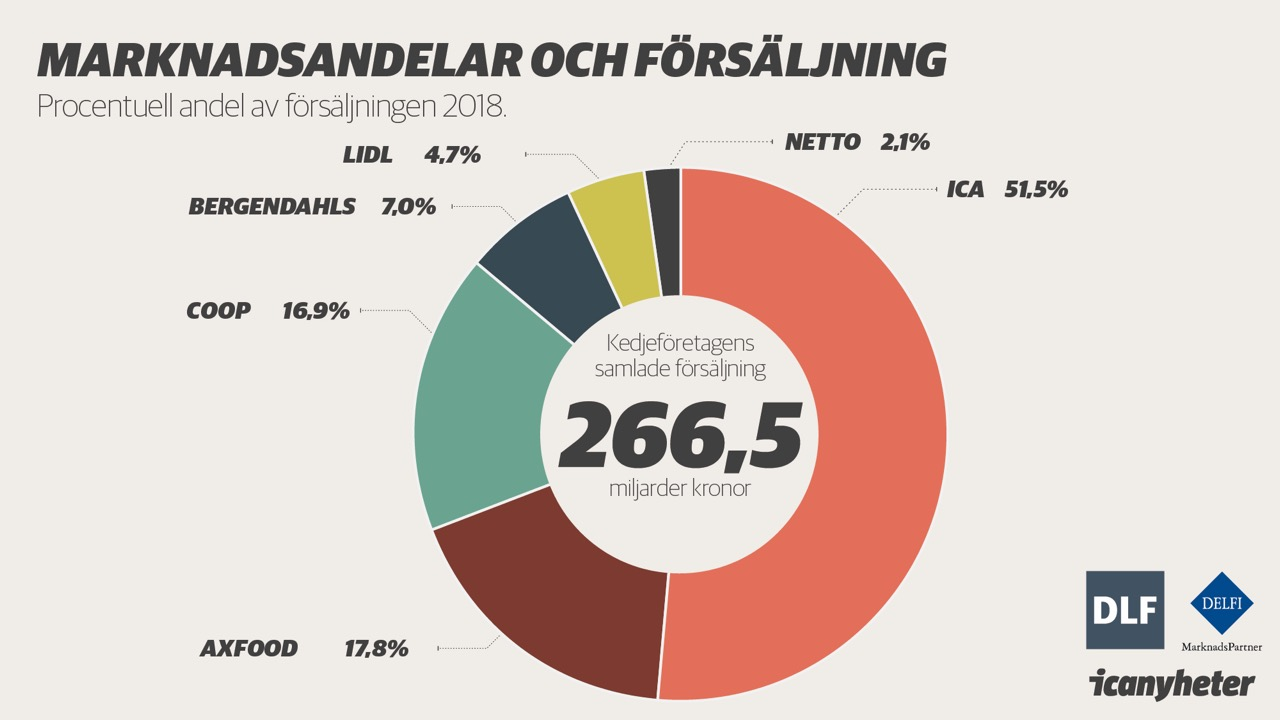 MARKNADSANDELAR OCH FÖRSÄLJNING
Procentuell andel av försäljningen 2018.
NETTO 2,1%
LIDL 4,7%
ICA 51,5%
BERGENDAHLS 7,0%
COOP 16,9%
Kedjeföretagens
samlade försäljning
266,5
miljarder kronor
AXFOOD 17,8%
DLF
DELFI
MarknadsPartner
icanyheter